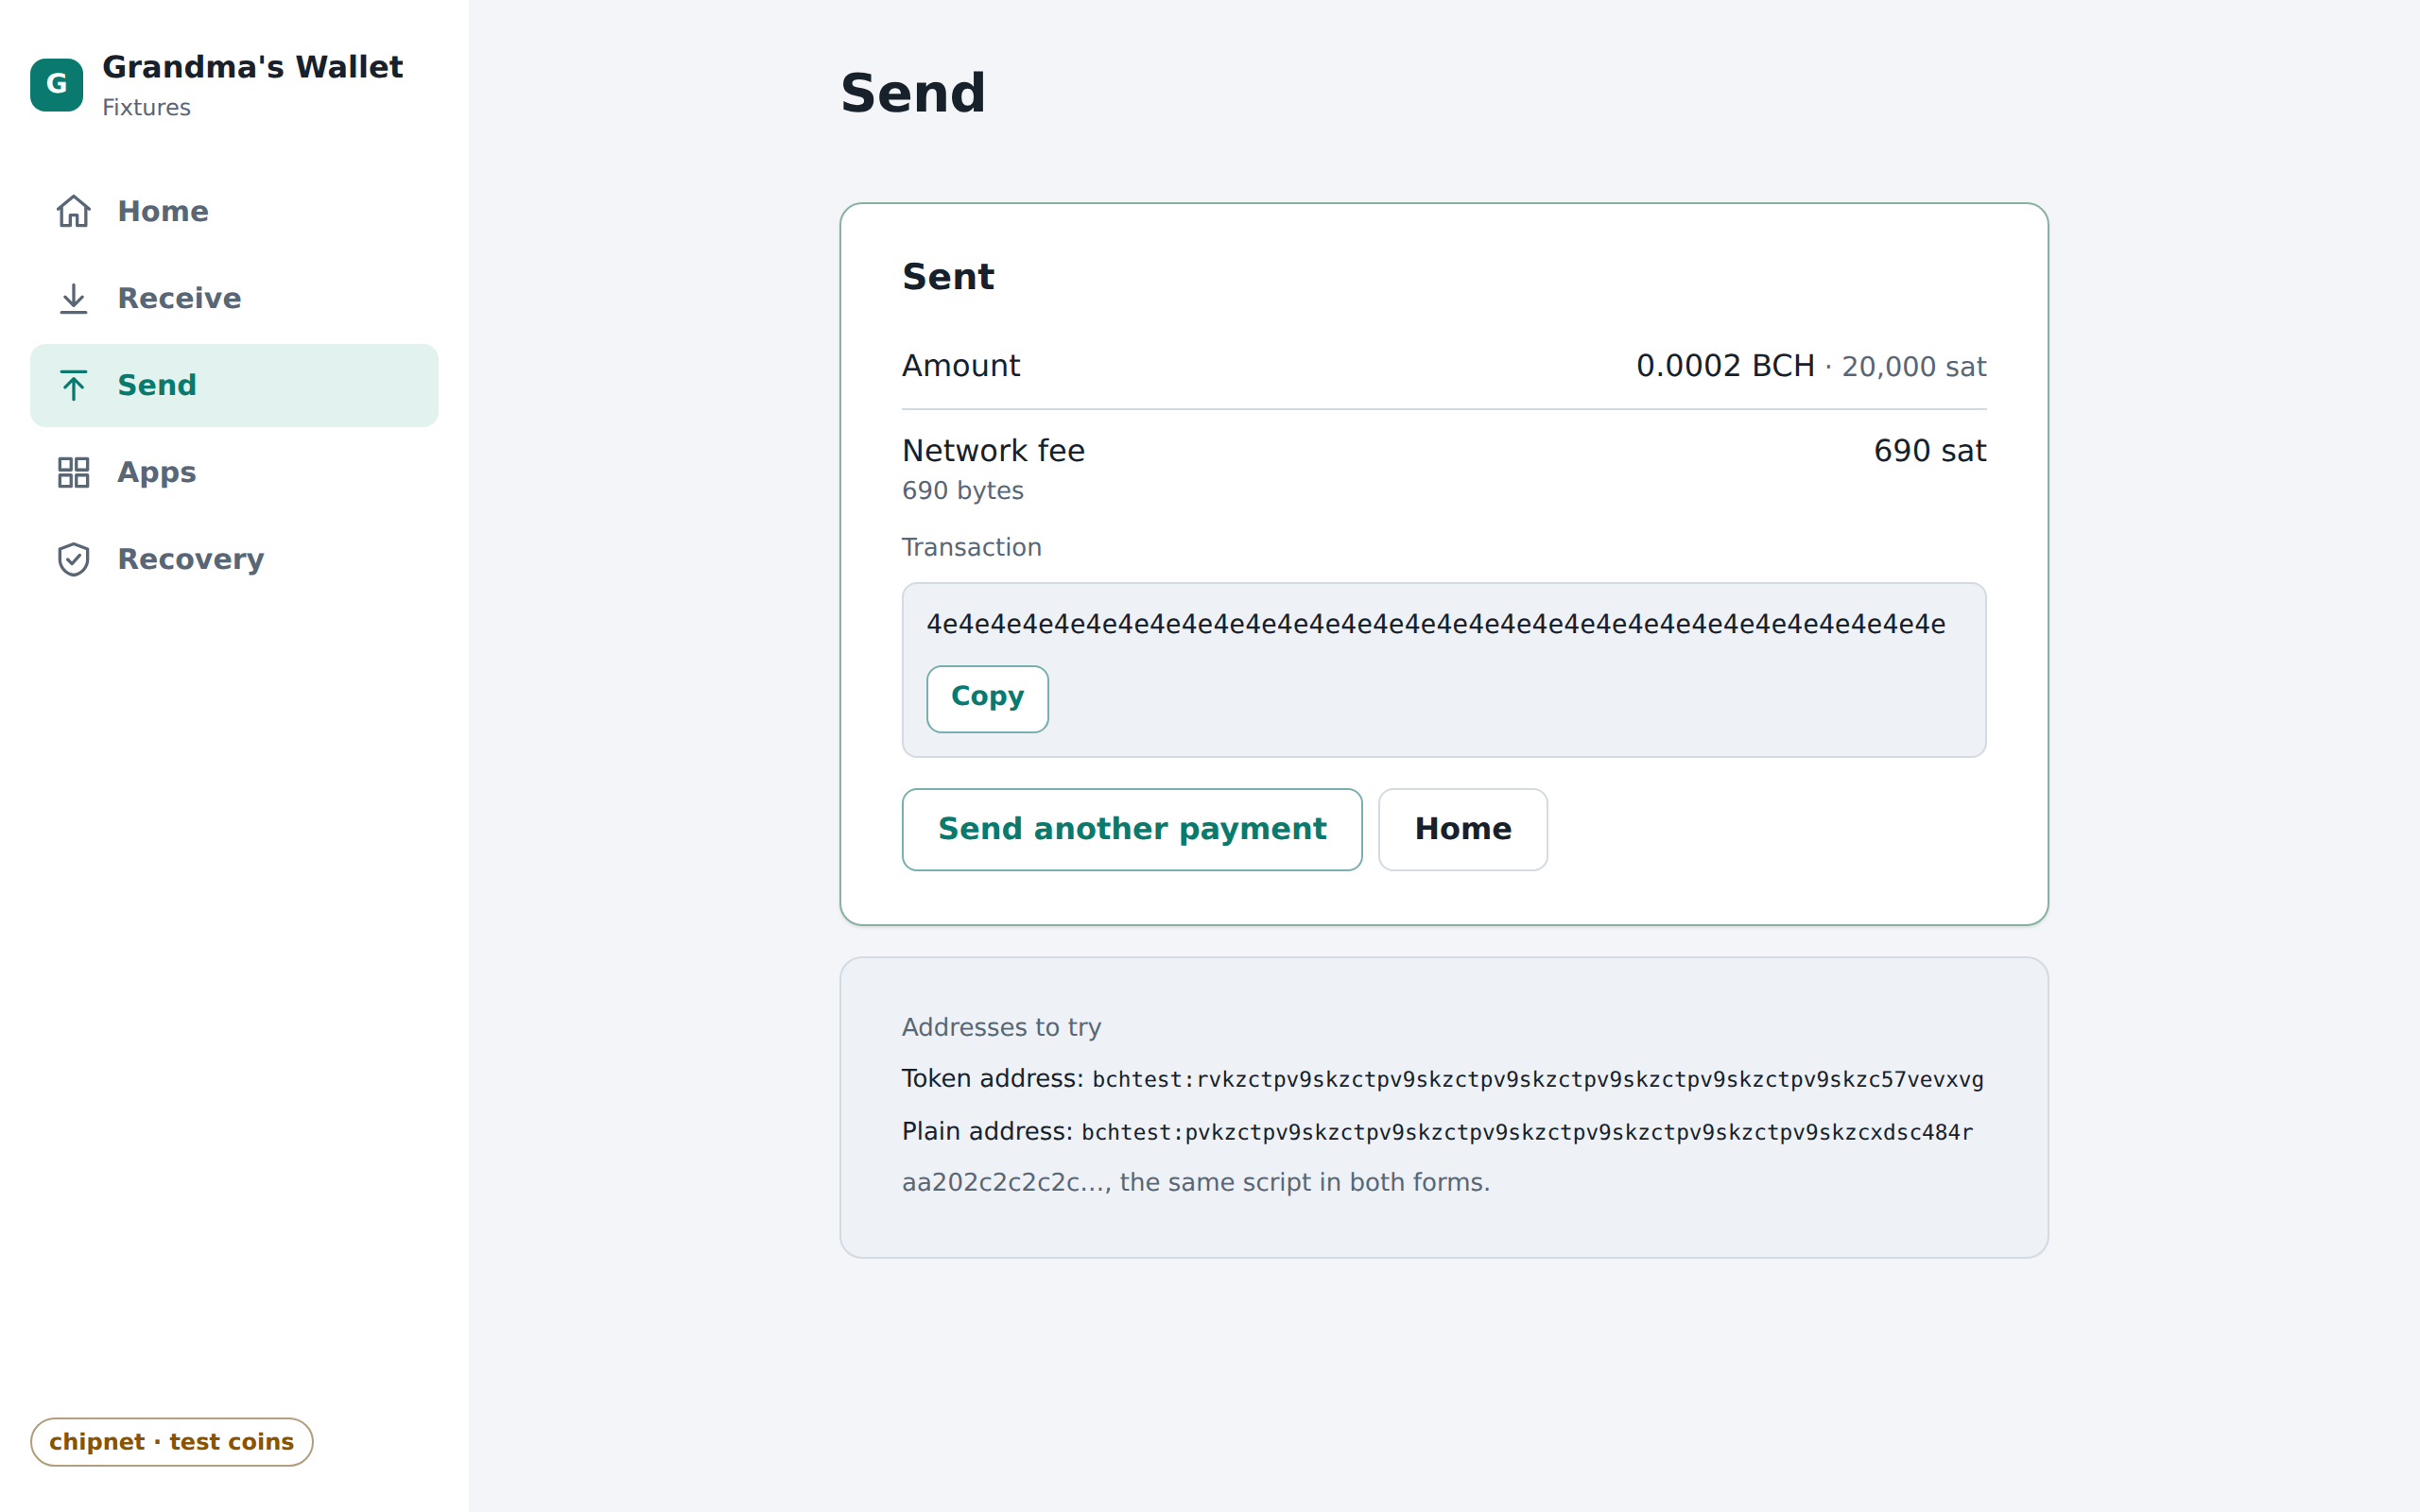 G
Grandma's Wallet
Fixtures
Home
Receive
Send
Apps
Recovery
chipnet · test coins
Send
Sent
Amount
0.0002 BCH · 20,000 sat
Network fee
690 sat
690 bytes
Transaction
4e4e4e4e4e4e4e4e4e4e4e4e4e4e4e4e4e4e4e4e4e4e4e4e4e4e4e4e4e4e4e4e
Copy
Send another payment
Home
Addresses to try
Token address: bchtest:rvkzctpv9skzctpv9skzctpv9skzctpv9skzctpv9skzctpv9skzc57vevxvg
Plain address: bchtest:pvkzctpv9skzctpv9skzctpv9skzctpv9skzctpv9skzctpv9skzcxdsc484r
aa202c2c2c2c…, the same script in both forms.